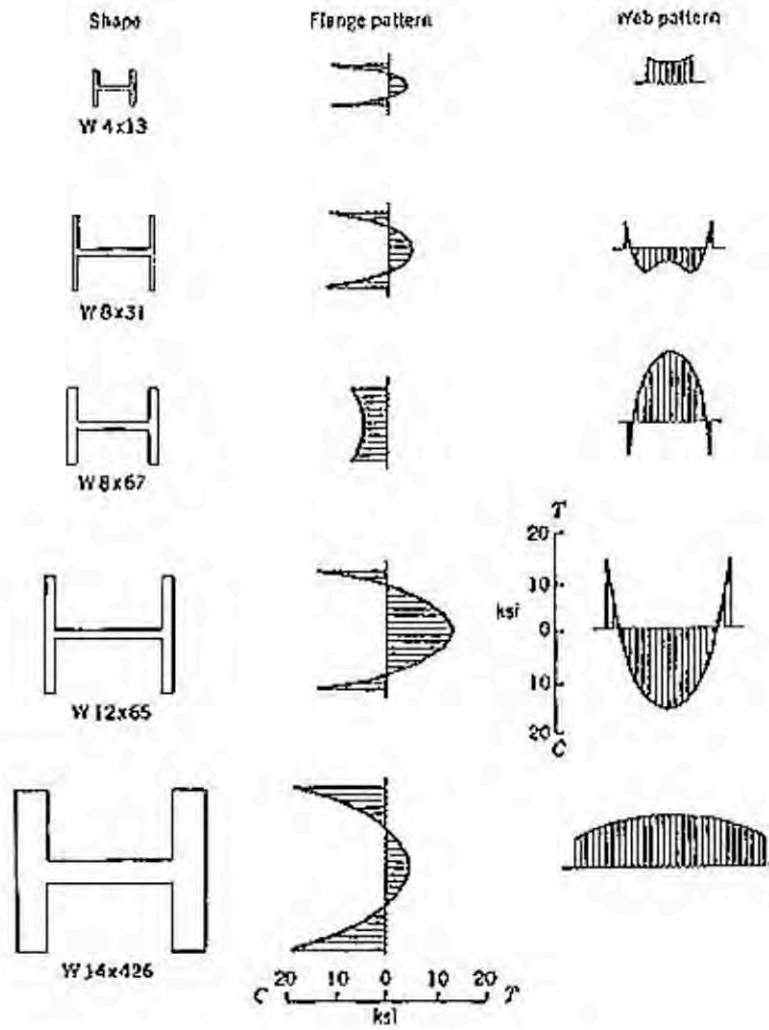 Shape Flange pattern Web pattern
W 4x13
W 8x31
W 8x67
T
20
10
ksi 0
10
20
C
W 12x65
W 14x426
C 20 10 0 10 20 T
ksi